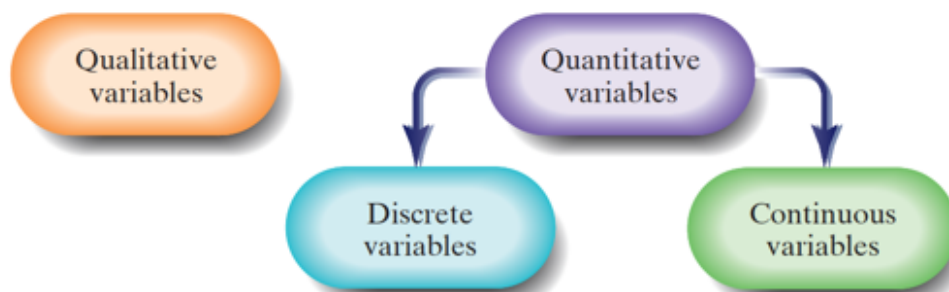 Qualitative
variables
Quantitative
variables
Discrete
variables
Continuous
variables